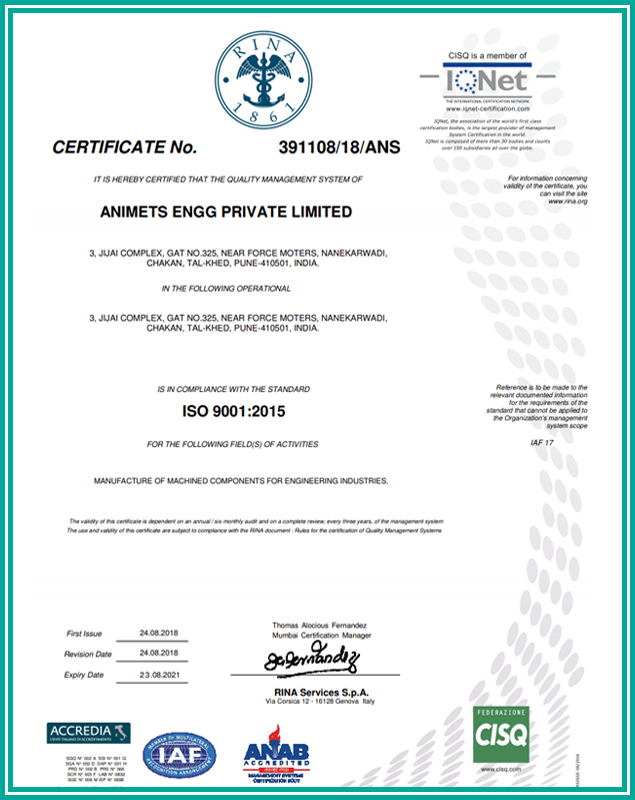 RINA
1861
CISQ is a member of
IQNet
THE INTERNATIONAL CERTIFICATION NETWORK
www.iqnet-certification.com
IQNet, the association of the world's first class
certification bodies, is the largest provider of management
System Certification in the world.
IQNet is composed of more than 30 bodies and counts
over 150 subsidiaries all over the globe.
CERTIFICATE No. 391108/18/ANS
IT IS HEREBY CERTIFIED THAT THE QUALITY MANAGEMENT SYSTEM OF
For information concerning
validity of the certificate, you
can visit the site
www.rina.org
ANIMETS ENGG PRIVATE LIMITED
3, JIJAI COMPLEX, GAT NO.325, NEAR FORCE MOTERS, NANEKARWADI,
CHAKAN, TAL-KHED, PUNE-410501, INDIA.
IN THE FOLLOWING OPERATIONAL
3, JIJAI COMPLEX, GAT NO.325, NEAR FORCE MOTERS, NANEKARWADI,
CHAKAN, TAL-KHED, PUNE-410501, INDIA.
IS IN COMPLIANCE WITH THE STANDARD
ISO 9001:2015
Reference is to be made to the
relevant documented information
for the requirements of the
standard that cannot be applied to
the Organization's management
system scope
FOR THE FOLLOWING FIELD(S) OF ACTIVITIES
IAF 17
MANUFACTURE OF MACHINED COMPONENTS FOR ENGINEERING INDUSTRIES.
The validity of this certificate is dependent on an annual / six monthly audit and on a complete review, every three years, of the management system
The use and validity of this certificate are subject to compliance with the RINA document : Rules for the certification of Quality Management Systems
First Issue 24.08.2018
Revision Date 24.08.2018
Expiry Date 23.08.2021
Thomas Alocious Fernandez
Mumbai Certification Manager
RINA Services S.p.A.
Via Corsica 12 - 16128 Genova Italy
ACCREDIA
L'ENTE ITALIANO DI ACCREDITAMENTO
SGQ N° 002 A SSI N° 001 G
SGA N° 002 D DAP N° 001 H
PRD N° 002 B PRS N° 066
SCR N° 003 F LAB N° 0832
MEMBER OF MULTILATERAL
IAF
RECOGNITION ARRANGEMENT
ANAB
ACCREDITED
MANAGEMENT SYSTEMS
CERTIFICATION BODY
FEDERAZIONE
CISQ
www.cisq.com